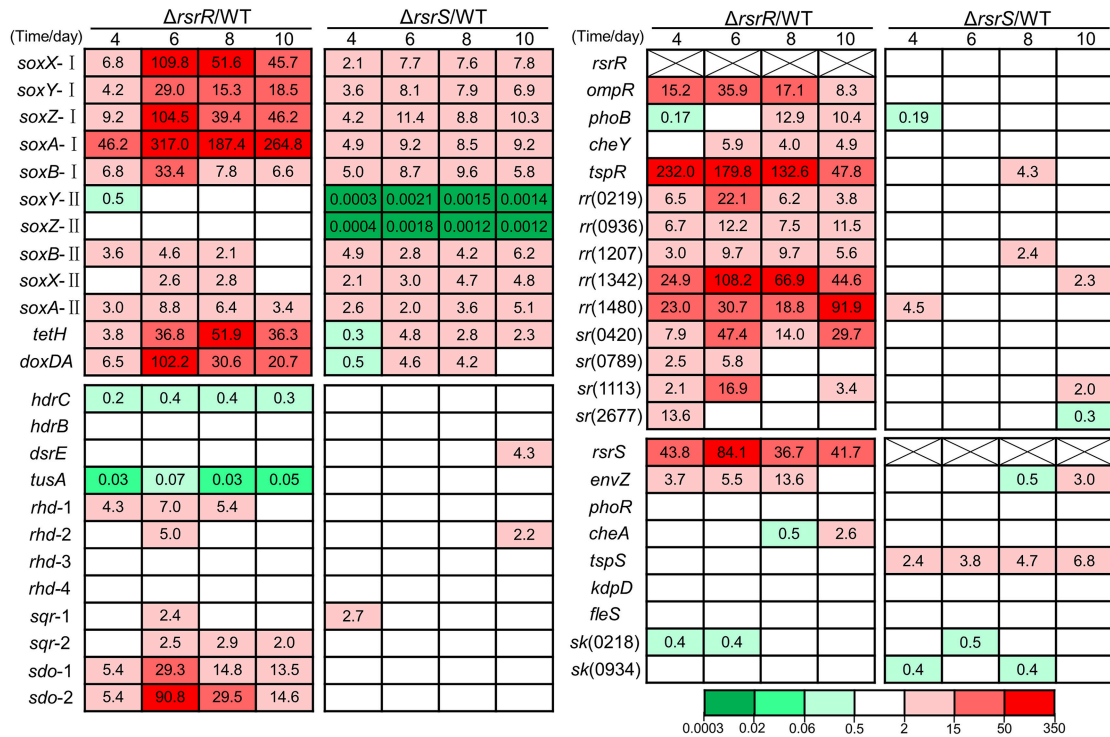 ΔrsrR/WT ΔrsrS/WT
(Time/day) 4 6 8 10 4 6 8 10
soxX-Ⅰ 6.8 109.8 51.6 45.7 2.1 7.7 7.6 7.8
soxY-Ⅰ 4.2 29.0 15.3 18.5 3.6 8.1 7.9 6.9
soxZ-Ⅰ 9.2 104.5 39.4 46.2 4.2 11.4 8.8 10.3
soxA-Ⅰ 46.2 317.0 187.4 264.8 4.9 9.2 8.5 9.2
soxB-Ⅰ 6.8 33.4 7.8 6.6 5.0 8.7 9.6 5.8
soxY-Ⅱ 0.5 0.0003 0.0021 0.0015 0.0014
soxZ-Ⅱ 0.0004 0.0018 0.0012 0.0012
soxB-Ⅱ 3.6 4.6 2.1 4.9 2.8 4.2 6.2
soxX-Ⅱ 2.6 2.8 2.1 3.0 4.7 4.8
soxA-Ⅱ 3.0 8.8 6.4 3.4 2.6 2.0 3.6 5.1
tetH 3.8 36.8 51.9 36.3 0.3 4.8 2.8 2.3
doxDA 6.5 102.2 30.6 20.7 0.5 4.6 4.2
hdrC 0.2 0.4 0.4 0.3
hdrB
dsrE 4.3
tusA 0.03 0.07 0.03 0.05
rhd-1 4.3 7.0 5.4
rhd-2 5.0 2.2
rhd-3
rhd-4
sqr-1 2.4 2.7
sqr-2 2.5 2.9 2.0
sdo-1 5.4 29.3 14.8 13.5
sdo-2 5.4 90.8 29.5 14.6
ΔrsrR/WT ΔrsrS/WT
(Time/day) 4 6 8 10 4 6 8 10
rsrR
ompR 15.2 35.9 17.1 8.3
phoB 0.17 12.9 10.4 0.19
cheY 5.9 4.0 4.9
tspR 232.0 179.8 132.6 47.8 4.3
rr(0219) 6.5 22.1 6.2 3.8
rr(0936) 6.7 12.2 7.5 11.5
rr(1207) 3.0 9.7 9.7 5.6 2.4
rr(1342) 24.9 108.2 66.9 44.6 2.3
rr(1480) 23.0 30.7 18.8 91.9 4.5
sr(0420) 7.9 47.4 14.0 29.7
sr(0789) 2.5 5.8
sr(1113) 2.1 16.9 3.4 2.0
sr(2677) 13.6 0.3
rsrS 43.8 84.1 36.7 41.7
envZ 3.7 5.5 13.6 0.5 3.0
phoR
cheA 0.5 2.6
tspS 2.4 3.8 4.7 6.8
kdpD
fleS
sk(0218) 0.4 0.4 0.5
sk(0934) 0.4 0.4
0.0003 0.02 0.06 0.5 2 15 50 350